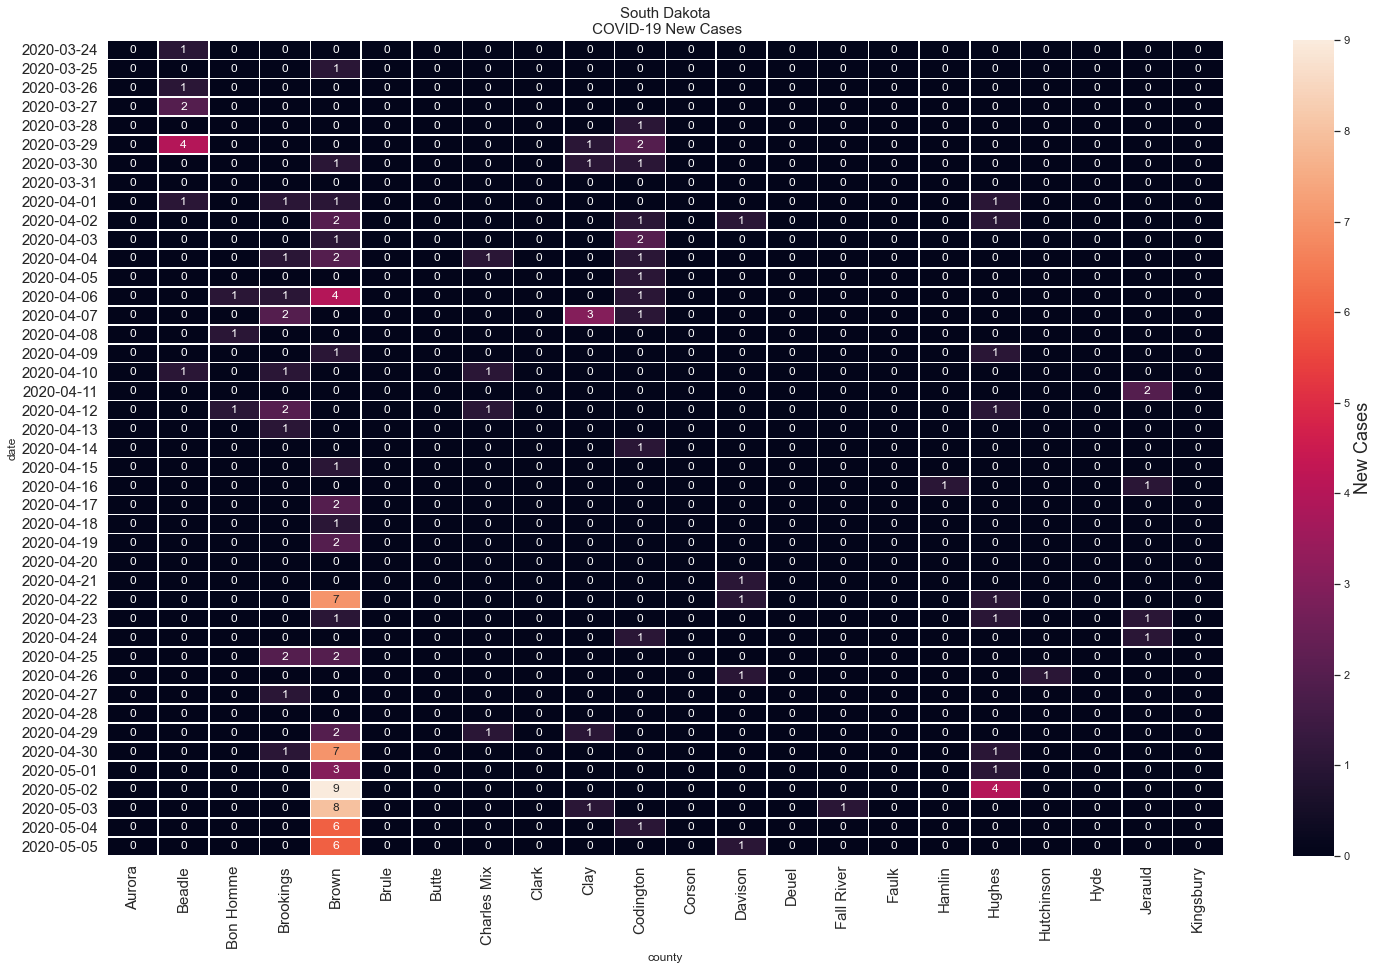 South Dakota
COVID-19 New Cases
2020-03-24 0 1 0 0 0 0 0 0 0 0 0 0 0 0 0 0 0 0 0 0 0 0
2020-03-25 0 0 0 0 1 0 0 0 0 0 0 0 0 0 0 0 0 0 0 0 0 0
2020-03-26 0 1 0 0 0 0 0 0 0 0 0 0 0 0 0 0 0 0 0 0 0 0
2020-03-27 0 2 0 0 0 0 0 0 0 0 0 0 0 0 0 0 0 0 0 0 0 0
2020-03-28 0 0 0 0 0 0 0 0 0 0 1 0 0 0 0 0 0 0 0 0 0 0
2020-03-29 0 4 0 0 0 0 0 0 0 1 2 0 0 0 0 0 0 0 0 0 0 0
2020-03-30 0 0 0 0 1 0 0 0 0 1 1 0 0 0 0 0 0 0 0 0 0 0
2020-03-31 0 0 0 0 0 0 0 0 0 0 0 0 0 0 0 0 0 0 0 0 0 0
2020-04-01 0 1 0 1 1 0 0 0 0 0 0 0 0 0 0 0 0 1 0 0 0 0
2020-04-02 0 0 0 0 2 0 0 0 0 0 1 0 1 0 0 0 0 1 0 0 0 0
2020-04-03 0 0 0 0 1 0 0 0 0 0 2 0 0 0 0 0 0 0 0 0 0 0
2020-04-04 0 0 0 1 2 0 0 1 0 0 1 0 0 0 0 0 0 0 0 0 0 0
2020-04-05 0 0 0 0 0 0 0 0 0 0 1 0 0 0 0 0 0 0 0 0 0 0
2020-04-06 0 0 1 1 4 0 0 0 0 0 1 0 0 0 0 0 0 0 0 0 0 0
2020-04-07 0 0 0 2 0 0 0 0 0 3 1 0 0 0 0 0 0 0 0 0 0 0
2020-04-08 0 0 1 0 0 0 0 0 0 0 0 0 0 0 0 0 0 0 0 0 0 0
2020-04-09 0 0 0 0 1 0 0 0 0 0 0 0 0 0 0 0 0 1 0 0 0 0
2020-04-10 0 1 0 1 0 0 0 1 0 0 0 0 0 0 0 0 0 0 0 0 0 0
2020-04-11 0 0 0 0 0 0 0 0 0 0 0 0 0 0 0 0 0 0 0 0 2 0
2020-04-12 0 0 1 2 0 0 0 1 0 0 0 0 0 0 0 0 0 1 0 0 0 0
2020-04-13 0 0 0 1 0 0 0 0 0 0 0 0 0 0 0 0 0 0 0 0 0 0
2020-04-14 0 0 0 0 0 0 0 0 0 0 1 0 0 0 0 0 0 0 0 0 0 0
2020-04-15 0 0 0 0 1 0 0 0 0 0 0 0 0 0 0 0 0 0 0 0 0 0
2020-04-16 0 0 0 0 0 0 0 0 0 0 0 0 0 0 0 0 1 0 0 0 1 0
2020-04-17 0 0 0 0 2 0 0 0 0 0 0 0 0 0 0 0 0 0 0 0 0 0
2020-04-18 0 0 0 0 1 0 0 0 0 0 0 0 0 0 0 0 0 0 0 0 0 0
2020-04-19 0 0 0 0 2 0 0 0 0 0 0 0 0 0 0 0 0 0 0 0 0 0
2020-04-20 0 0 0 0 0 0 0 0 0 0 0 0 0 0 0 0 0 0 0 0 0 0
2020-04-21 0 0 0 0 0 0 0 0 0 0 0 0 1 0 0 0 0 0 0 0 0 0
2020-04-22 0 0 0 0 7 0 0 0 0 0 0 0 1 0 0 0 0 1 0 0 0 0
2020-04-23 0 0 0 0 1 0 0 0 0 0 0 0 0 0 0 0 0 1 0 0 1 0
2020-04-24 0 0 0 0 0 0 0 0 0 0 1 0 0 0 0 0 0 0 0 0 1 0
2020-04-25 0 0 0 2 2 0 0 0 0 0 0 0 0 0 0 0 0 0 0 0 0 0
2020-04-26 0 0 0 0 0 0 0 0 0 0 0 0 1 0 0 0 0 0 1 0 0 0
2020-04-27 0 0 0 1 0 0 0 0 0 0 0 0 0 0 0 0 0 0 0 0 0 0
2020-04-28 0 0 0 0 0 0 0 0 0 0 0 0 0 0 0 0 0 0 0 0 0 0
2020-04-29 0 0 0 0 2 0 0 1 0 1 0 0 0 0 0 0 0 0 0 0 0 0
2020-04-30 0 0 0 1 7 0 0 0 0 0 0 0 0 0 0 0 0 1 0 0 0 0
2020-05-01 0 0 0 0 3 0 0 0 0 0 0 0 0 0 0 0 0 1 0 0 0 0
2020-05-02 0 0 0 0 9 0 0 0 0 0 0 0 0 0 0 0 0 4 0 0 0 0
2020-05-03 0 0 0 0 8 0 0 0 0 1 0 0 0 0 1 0 0 0 0 0 0 0
2020-05-04 0 0 0 0 6 0 0 0 0 0 1 0 0 0 0 0 0 0 0 0 0 0
2020-05-05 0 0 0 0 6 0 0 0 0 0 0 0 1 0 0 0 0 0 0 0 0 0
date
Aurora Beadle Bon Homme Brookings Brown Brule Butte Charles Mix Clark Clay Codington Corson Davison Deuel Fall River Faulk Hamlin Hughes Hutchinson Hyde Jerauld Kingsbury
county
9
8
7
6
5
4
3
2
1
0
New Cases